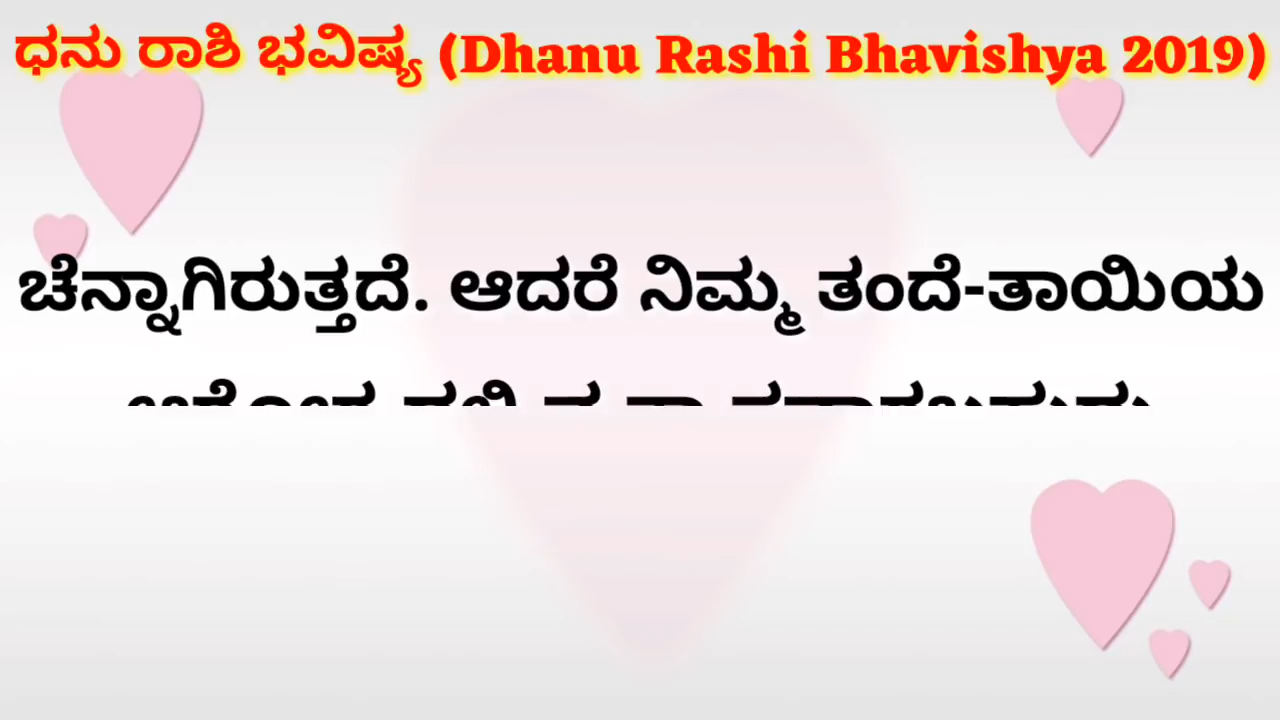 ಧನು ರಾಶಿ ಭವಿಷ್ಯ (Dhanu Rashi Bhavishya 2019)
ಚೆನ್ನಾಗಿರುತ್ತದೆ. ಆದರೆ ನಿಮ್ಮ ತಂದೆ-ತಾಯಿಯ